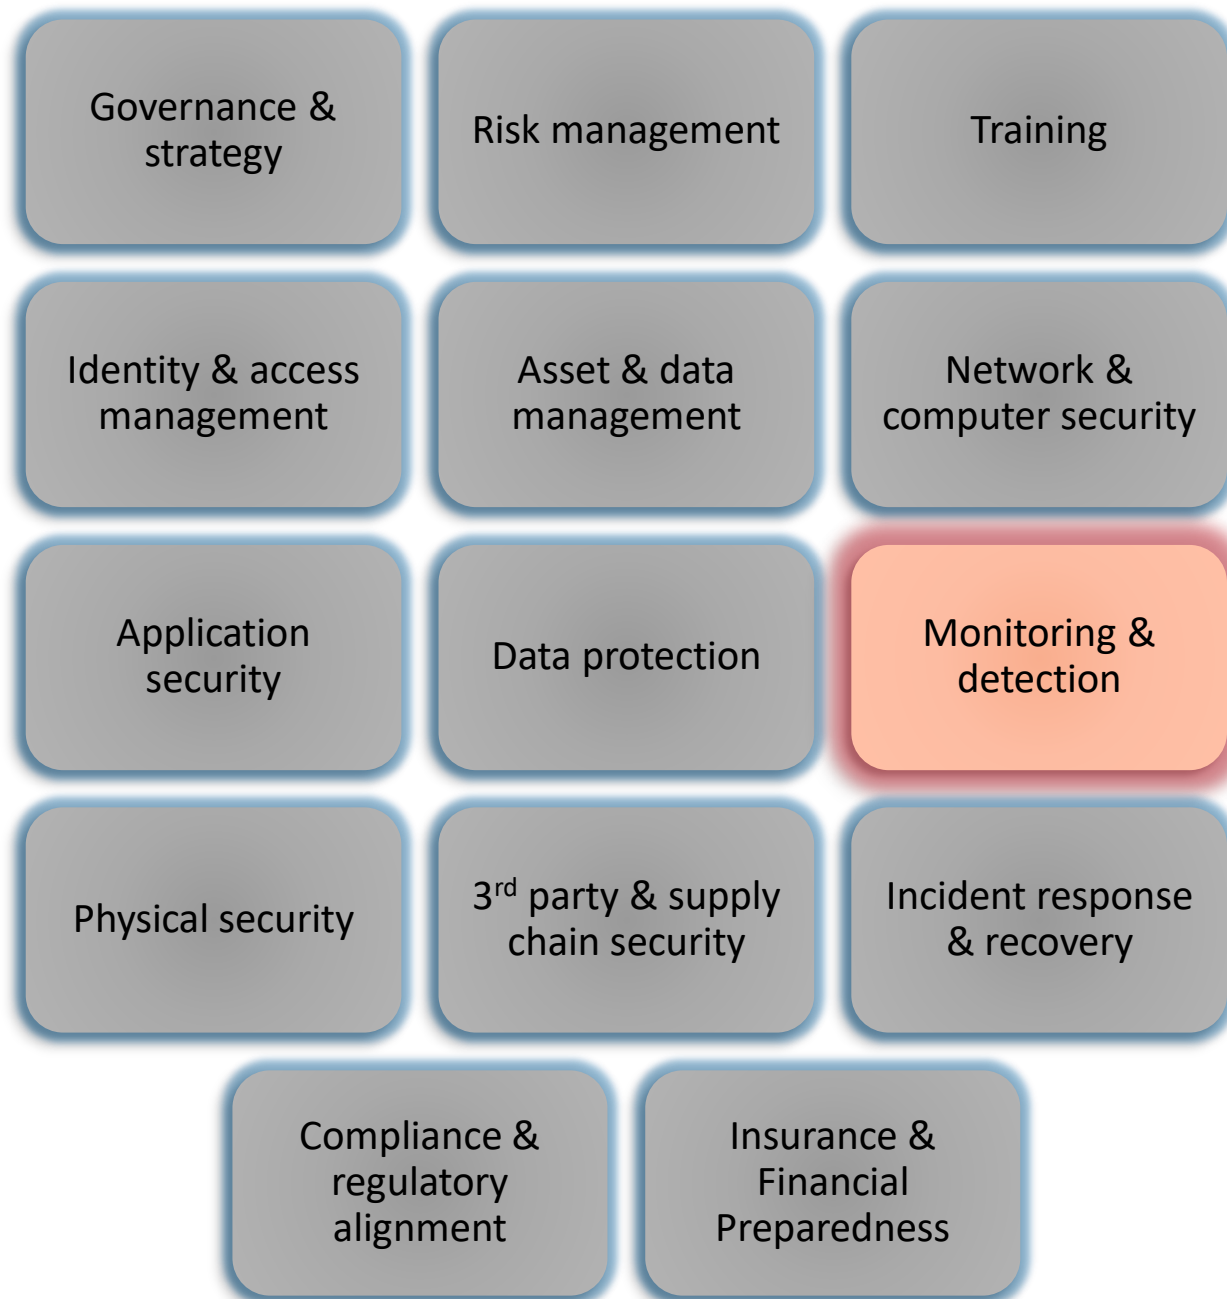 Governance &
strategy
Risk management
Training
Identity & access
management
Asset & data
management
Network &
computer security
Application
security
Data protection
Monitoring &
detection
Physical security
3rd party & supply
chain security
Incident response
& recovery
Compliance &
regulatory
alignment
Insurance &
Financial
Preparedness